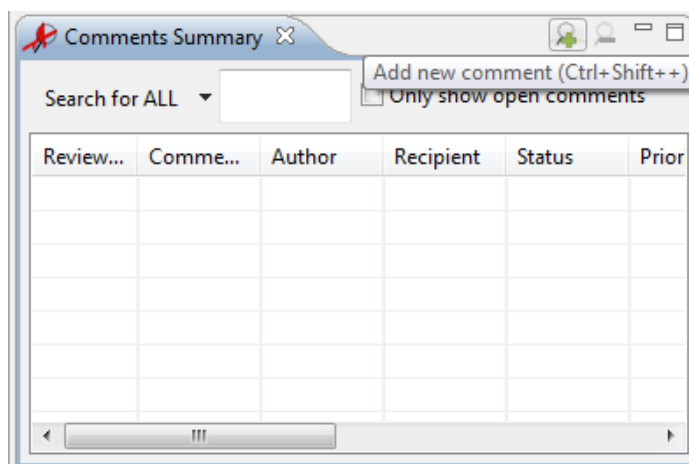 Comments Summary
Add new comment (Ctrl+Shift++)
Search for ALL
Only show open comments
Review... Comme... Author Recipient Status Prior